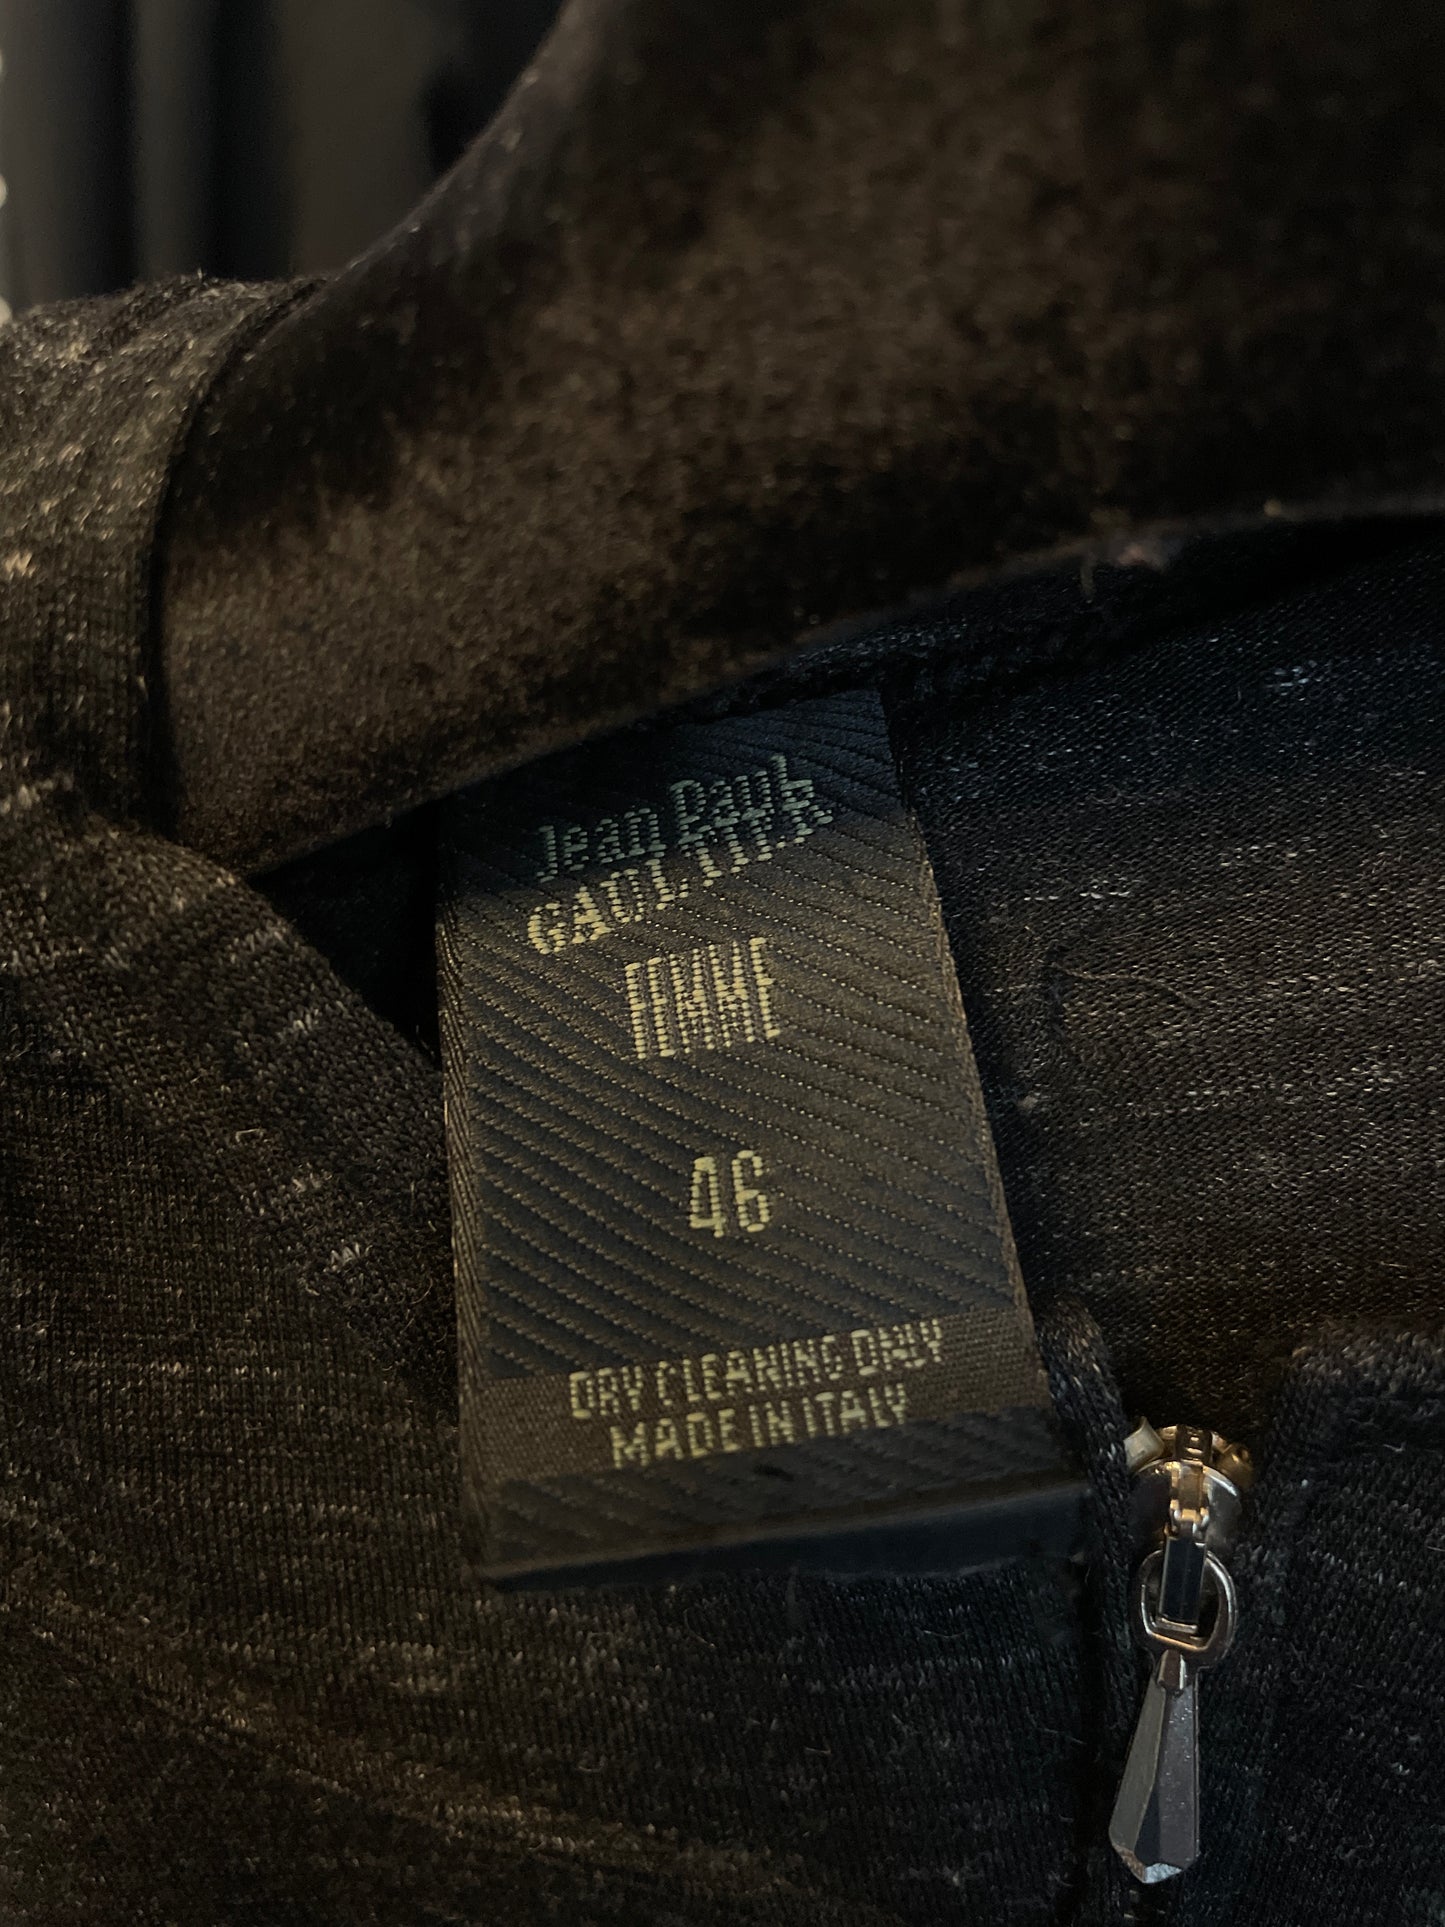 Jean Paul
GAULTIER
FEMME
46
DRY CLEANING ONLY
MADE IN ITALY